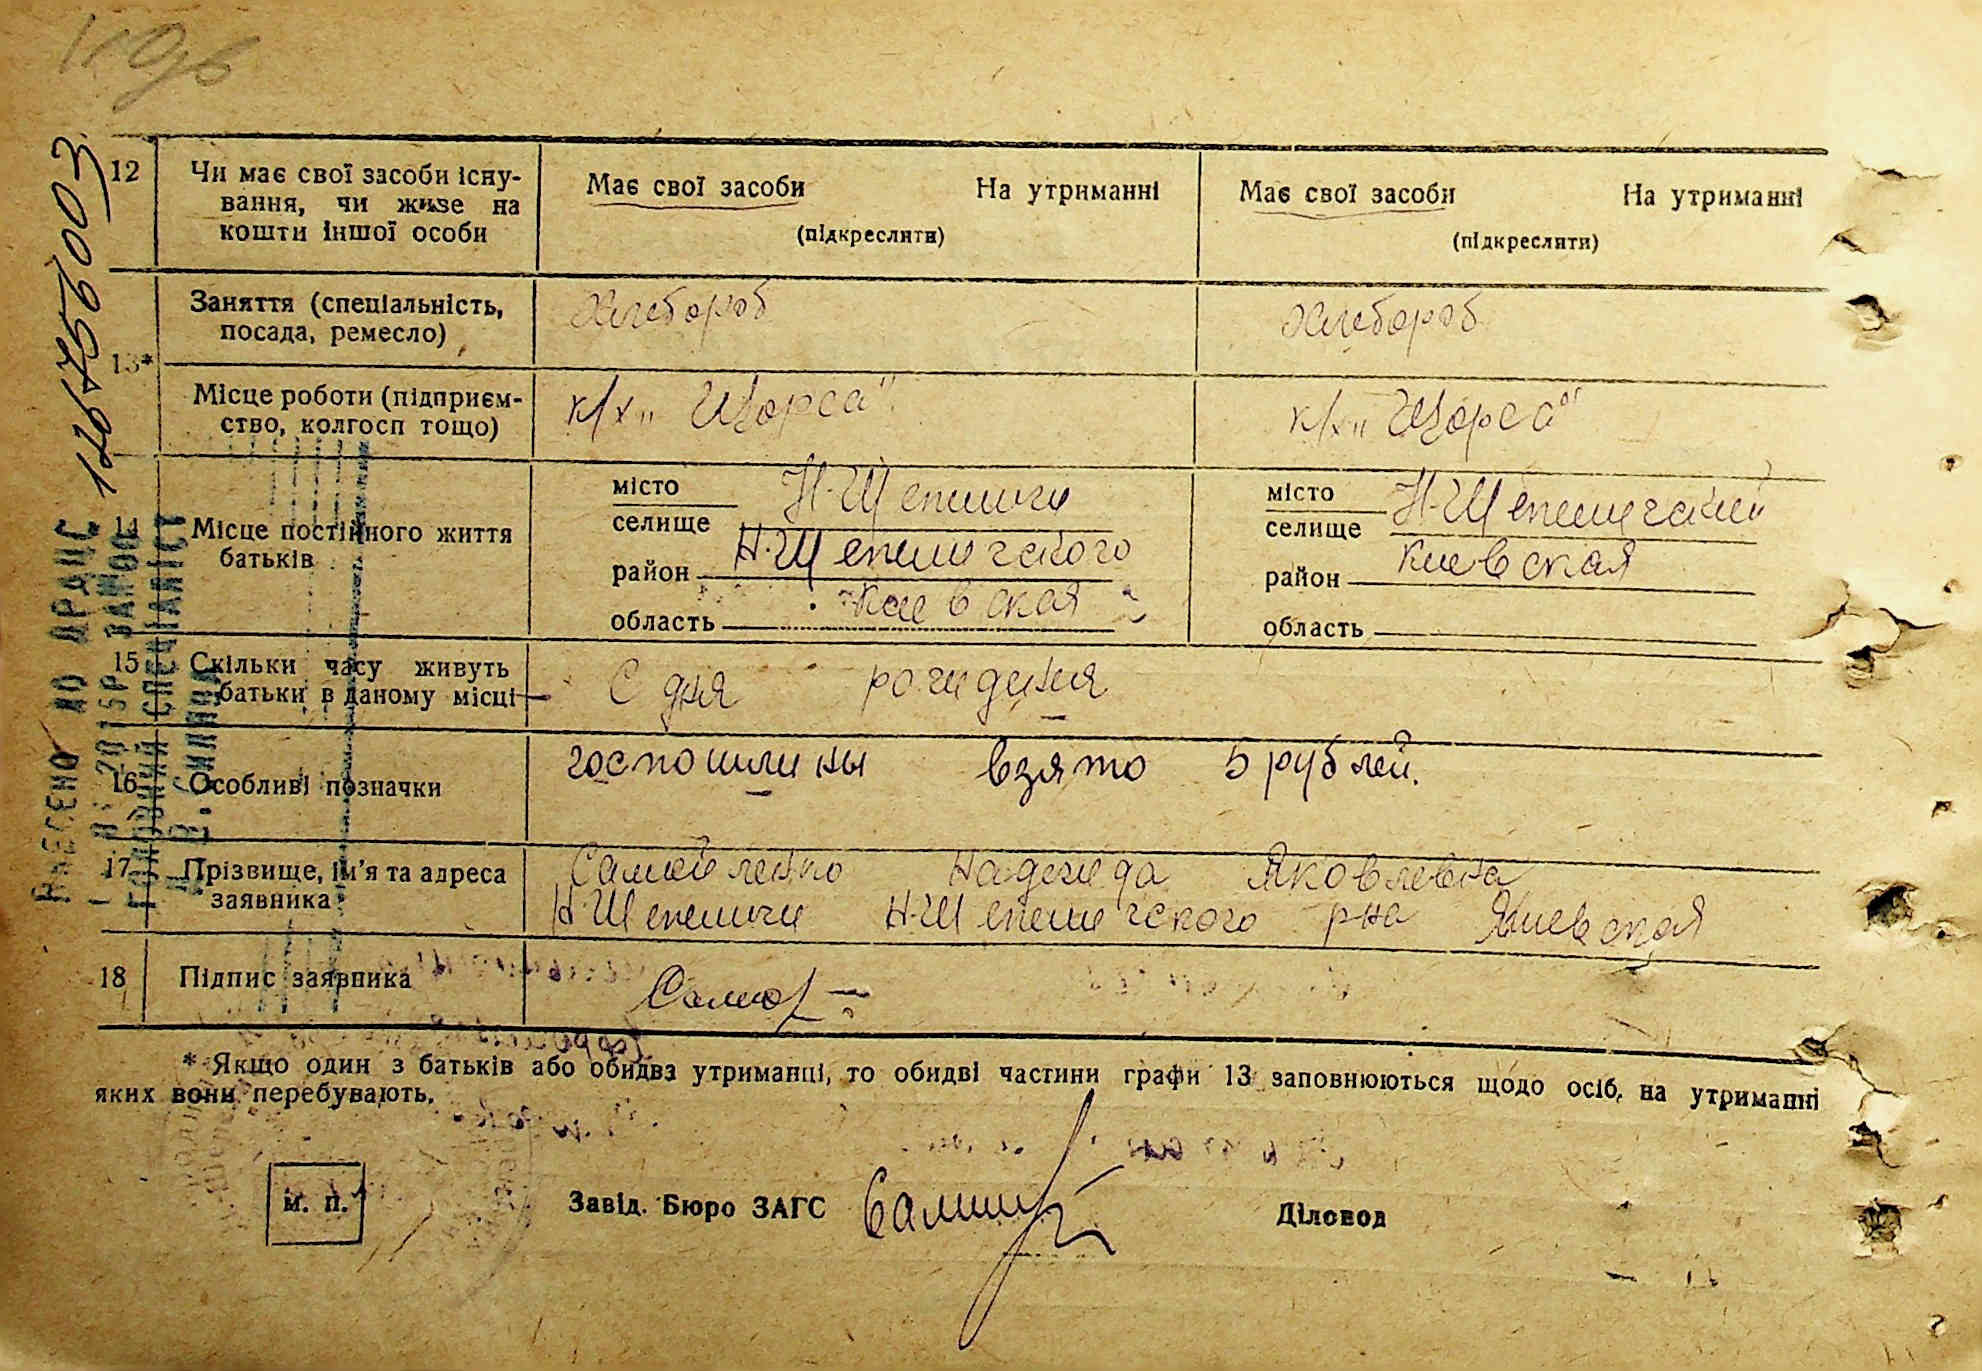 12 Чи має свої засоби існу-
вання, чи живе на
кошти іншої особи
Має свої засоби На утриманні
(підкреслити)
Має свої засоби На утриманні
(підкреслити)
13*
Заняття (спеціальність,
посада, ремесло)
Хлебороб
Хлебороб
Місце роботи (підприєм-
ство, колгосп тощо)
к/х „Щорса"
к/х „Щорса"
14 Місце постійного життя
батьків
місто
селище Н-Шепеличи
район Н-Шепеличского
область Киевская
місто
селище Н-Шепеличский
район Киевская
область
15 Скільки часу живуть
батьки в даному місці
С дня рождения
16 Особливі позначки
госпошлины взято 5 рублей.
17 Прізвище, ім'я та адреса
заявника
Самойленко Надежда Яковлевна
Н-Шепеличи Н-Шепеличского р-на Киевская
18 Підпис заявника
* Якщо один з батьків або обидва утриманці, то обидві частини графи 13 заповнюються щодо осіб, на утриманні
яких вони перебувають.
М. П.
Завід. Бюро ЗАГС
Діловод